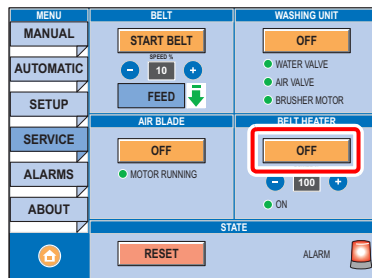 MENU
MANUAL
AUTOMATIC
SETUP
SERVICE
ALARMS
ABOUT
BELT
START BELT
SPEED %
10
FEED
WASHING UNIT
OFF
WATER VALVE
AIR VALVE
BRUSHER MOTOR
AIR BLADE
OFF
MOTOR RUNNING
BELT HEATER
OFF
100
ON
STATE
RESET
ALARM